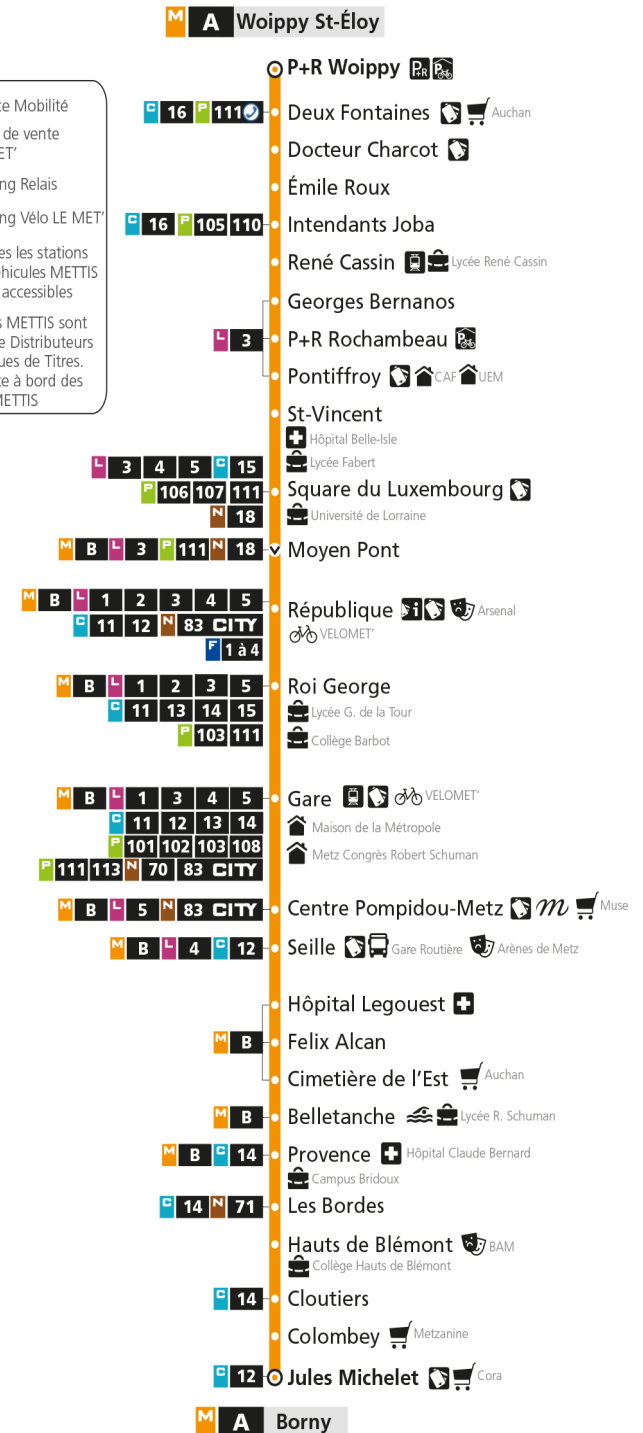 M A Woippy St-Éloy
P+R Woippy P+R P
te Mobilité
de vente
ET’
ng Relais
ng Vélo LE MET’
es les stations
éhicules METTIS
accessibles
s METTIS sont
e Distributeurs
ues de Titres.
te à bord des
METTIS
C 16 P 111 Deux Fontaines Auchan
Docteur Charcot
Émile Roux
C 16 P 105 110 Intendants Joba
René Cassin Lycée René Cassin
Georges Bernanos
L 3 P+R Rochambeau P
Pontiffroy CAF UEM
St-Vincent
Hôpital Belle-Isle
Lycée Fabert
L 3 4 5 C 15
P 106 107 111 Square du Luxembourg
N 18 Université de Lorraine
M B L 3 P 111 N 18 Moyen Pont
M B L 1 2 3 4 5 République i Arsenal
C 11 12 N 83 CITY VELOMET’
F 1 à 4
M B L 1 2 3 5 Roi George
C 11 13 14 15 Lycée G. de la Tour
P 103 111 Collège Barbot
M B L 1 3 4 5 Gare VELOMET’
C 11 12 13 14 Maison de la Métropole
P 101 102 103 108 Metz Congrès Robert Schuman
P 111 113 N 70 83 CITY
M B L 5 N 83 CITY Centre Pompidou-Metz m Muse
M B L 4 C 12 Seille Gare Routière Arènes de Metz
Hôpital Legouest
M B Felix Alcan
Cimetière de l’Est Auchan
M B Belletanche Lycée R. Schuman
M B C 14 Provence Hôpital Claude Bernard
Campus Bridoux
C 14 N 71 Les Bordes
Hauts de Blémont BAM
Collège Hauts de Blémont
C 14 Cloutiers
Colombey Metzanine
C 12 Jules Michelet Cora
M A Borny